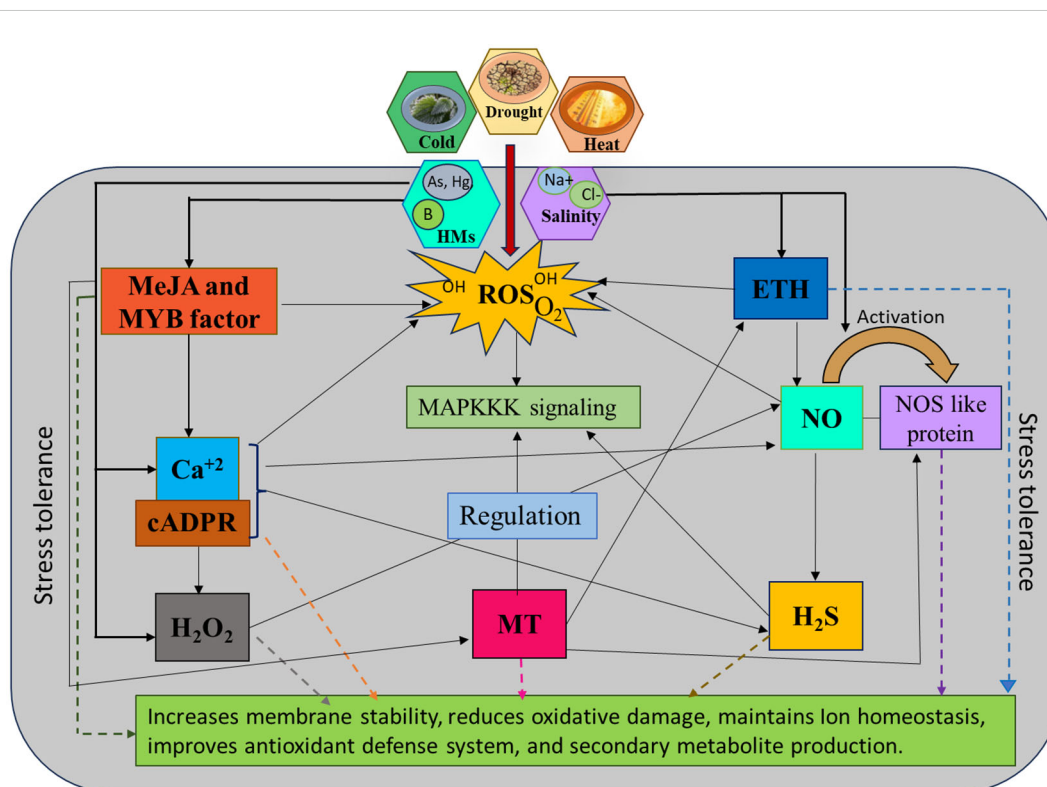 Cold
Drought
Heat
As, Hg
B
HMs
Na+
Cl-
Salinity
MeJA and
MYB factor
OH
ROS
OH
O₂
ETH
Activation
MAPKKK signaling
NO
NOS like
protein
Ca⁺²
cADPR
Regulation
H₂O₂
MT
H₂S
Stress tolerance
Stress tolerance
Increases membrane stability, reduces oxidative damage, maintains Ion homeostasis,
improves antioxidant defense system, and secondary metabolite production.